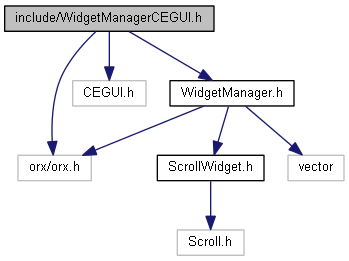 include/WidgetManagerCEGUI.h
CEGUI.h
WidgetManager.h
orx/orx.h
ScrollWidget.h
vector
Scroll.h